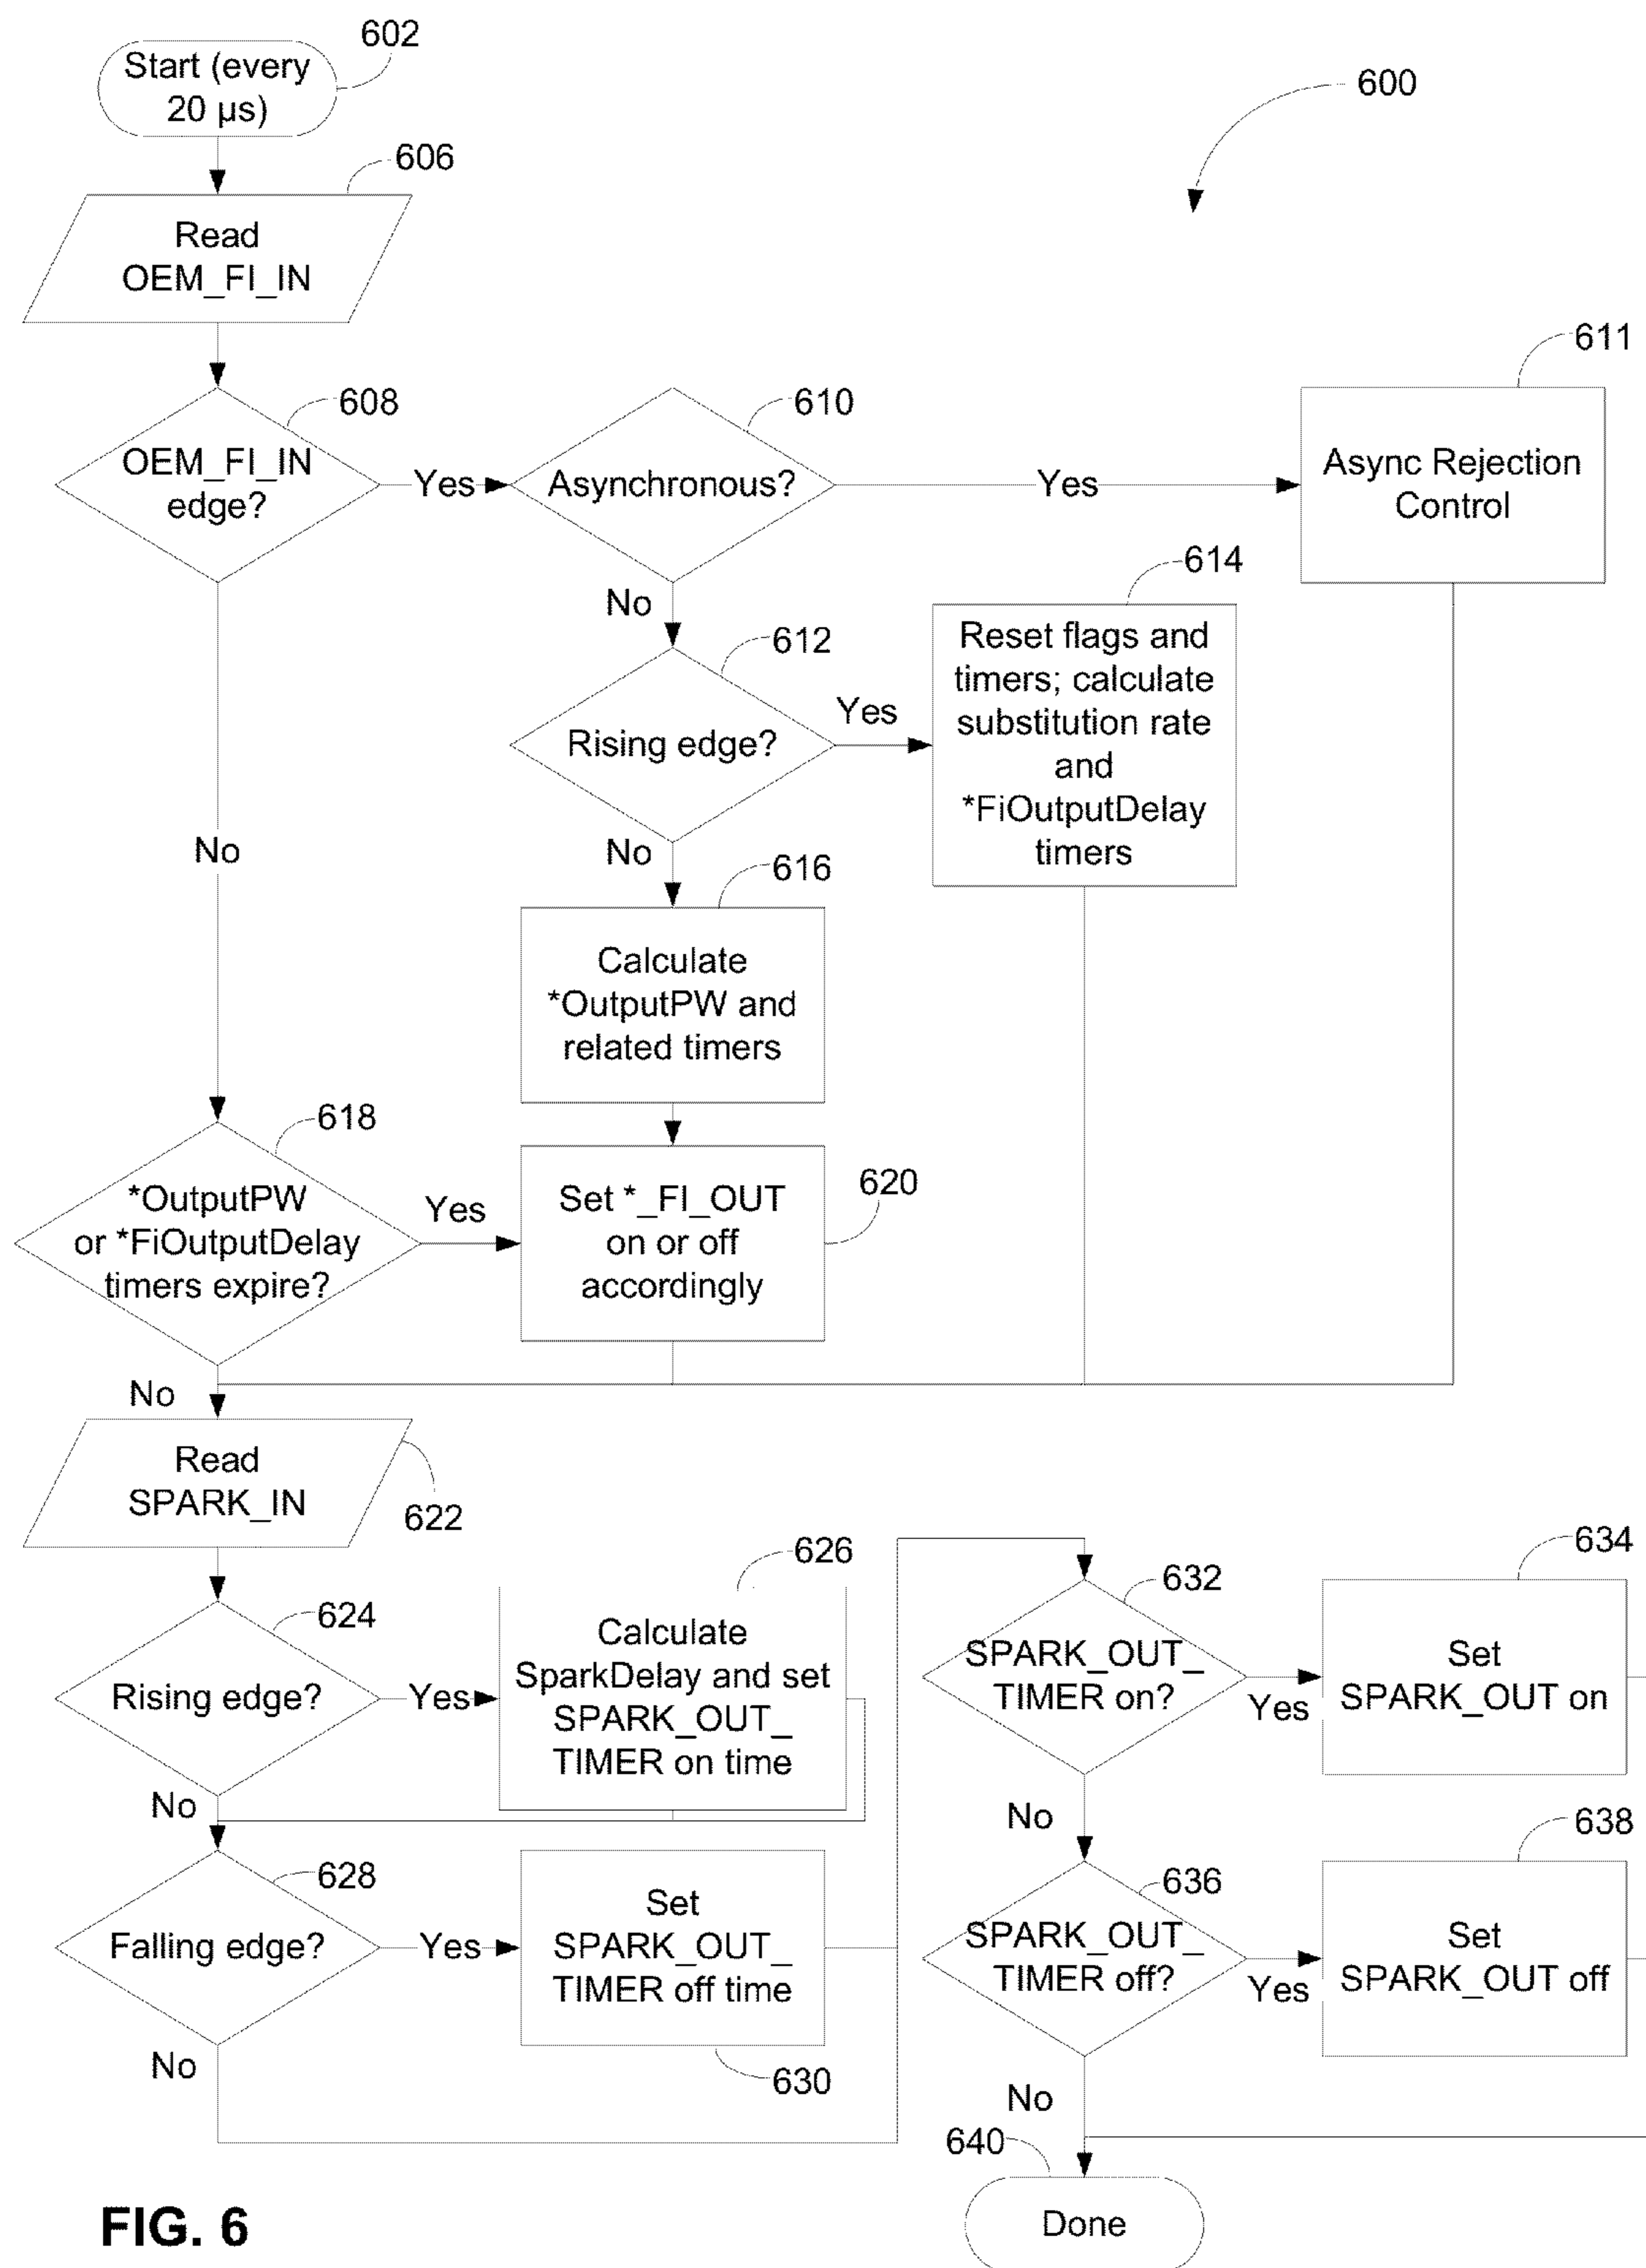 602
Start (every
20 µs)
600
606
Read
OEM_FI_IN
611
608
610
OEM_FI_IN
edge?
Yes
Asynchronous?
Yes
Async Rejection
Control
614
No
612
Reset flags and
timers; calculate
substitution rate
and
*FiOutputDelay
timers
Yes
Rising edge?
No
No
616
Calculate
*OutputPW and
related timers
618
620
*OutputPW
or *FiOutputDelay
timers expire?
Yes
Set *_FI_OUT
on or off
accordingly
No
Read
SPARK_IN
622
626
634
632
624
Calculate
SparkDelay and set
SPARK_OUT_
TIMER on time
SPARK_OUT_
TIMER on?
Yes
Set
SPARK_OUT on
Rising edge?
Yes
No
No
638
628
636
Falling edge?
Yes
Set
SPARK_OUT_
TIMER off time
SPARK_OUT_
TIMER off?
Yes
Set
SPARK_OUT off
No
630
No
640
Done
FIG. 6